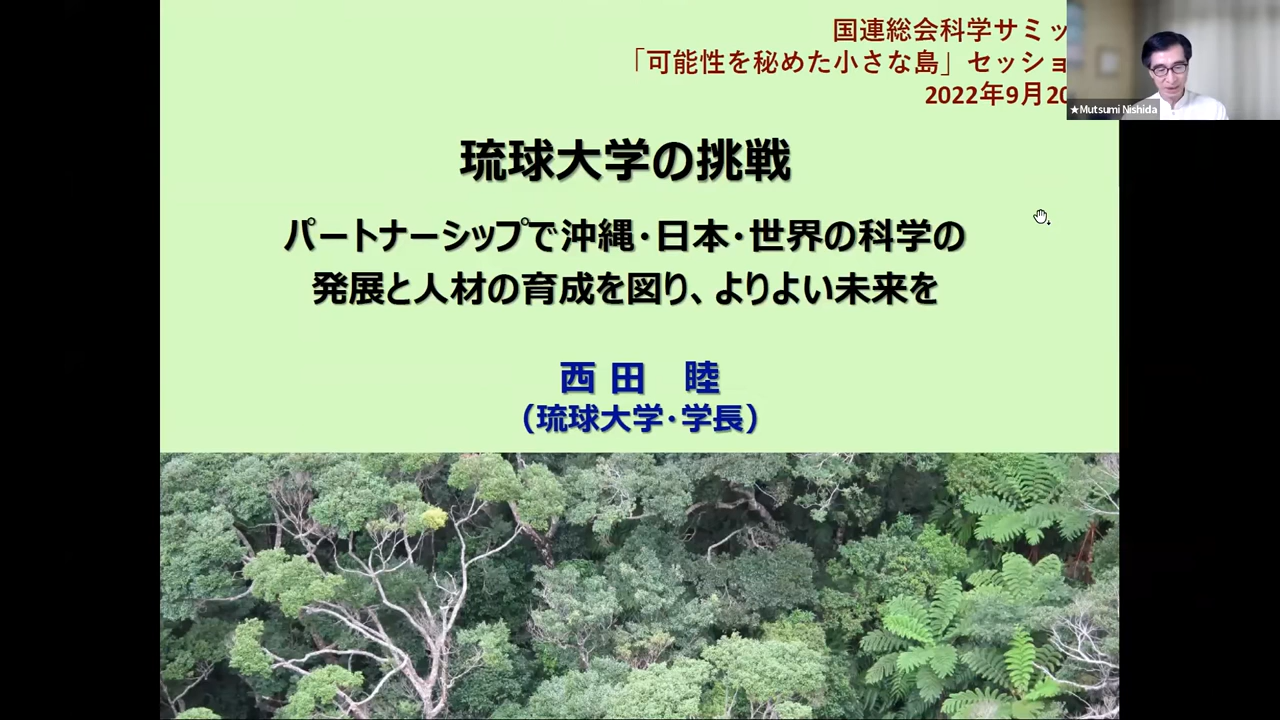 国連総会科学サミッ
「可能性を秘めた小さな島」セッショ
2022年9月20
★Mutsumi Nishida
琉球大学の挑戦
パートナーシップで沖縄・日本・世界の科学の
発展と人材の育成を図り、よりよい未来を
西 田　睦
（琉球大学・学長）